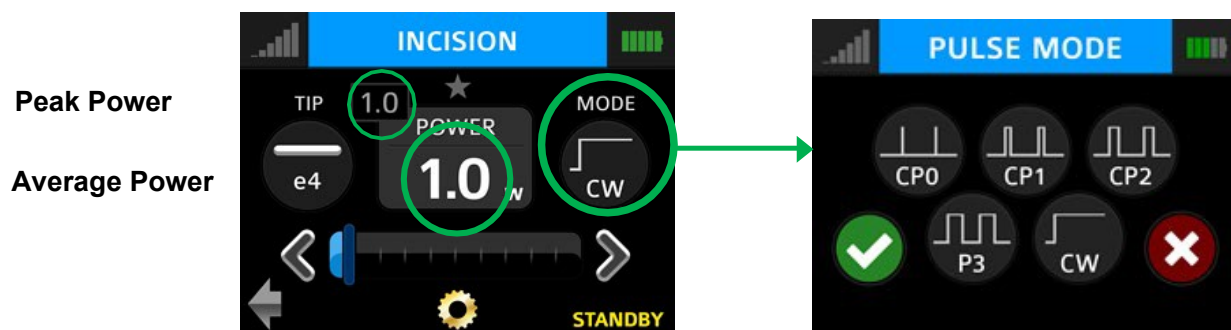 INCISION
Peak Power
TIP
1.0
MODE
POWER
Average Power
e4
1.0 W
CW
STANDBY
PULSE MODE
CP0
CP1
CP2
P3
CW